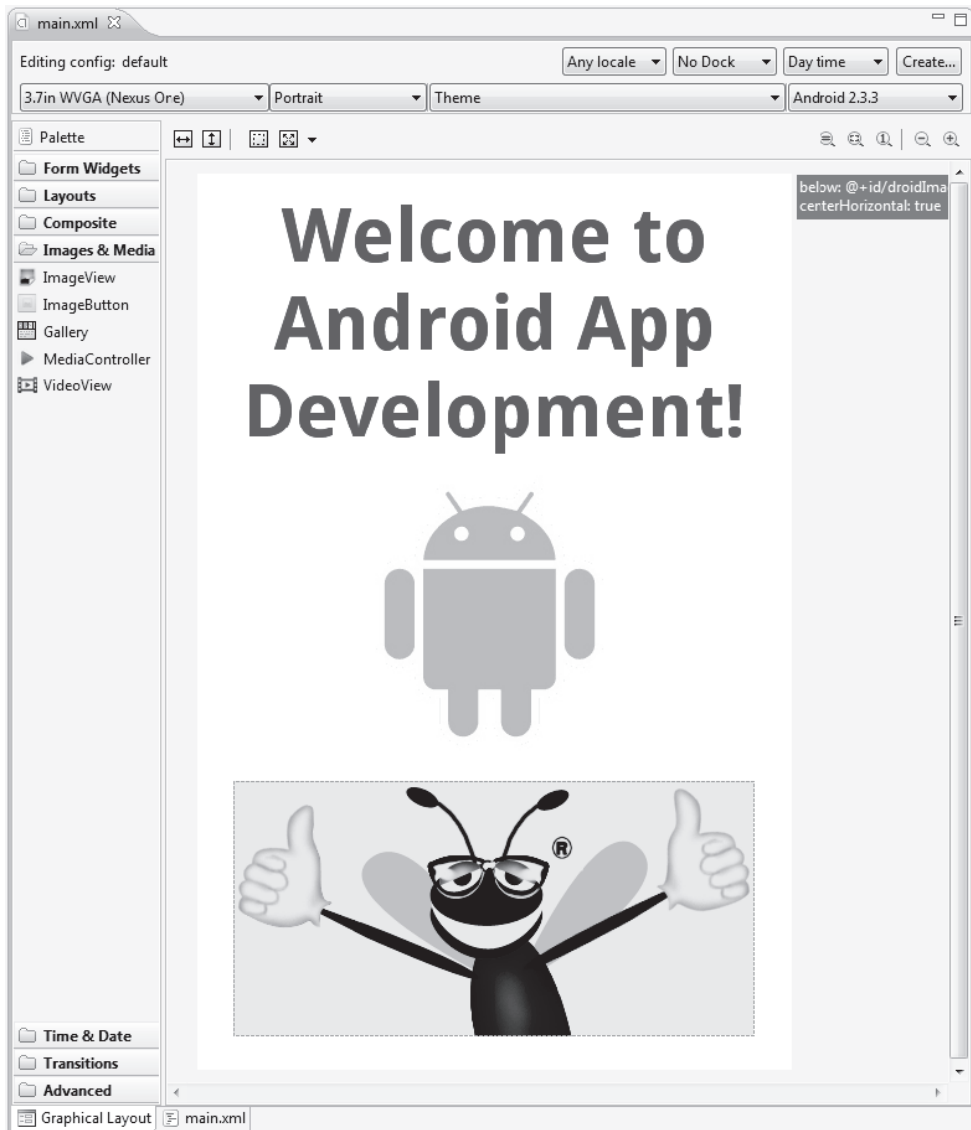 main.xml
Editing config: default
Any locale
No Dock
Day time
Create...
3.7in WVGA (Nexus One)
Portrait
Theme
Android 2.3.3
Palette
Form Widgets
Layouts
Composite
Images & Media
ImageView
ImageButton
Gallery
MediaController
VideoView
below: @+id/droidIma
centerHorizontal: true
Welcome to
Android App
Development!
®
Time & Date
Transitions
Advanced
Graphical Layout
main.xml